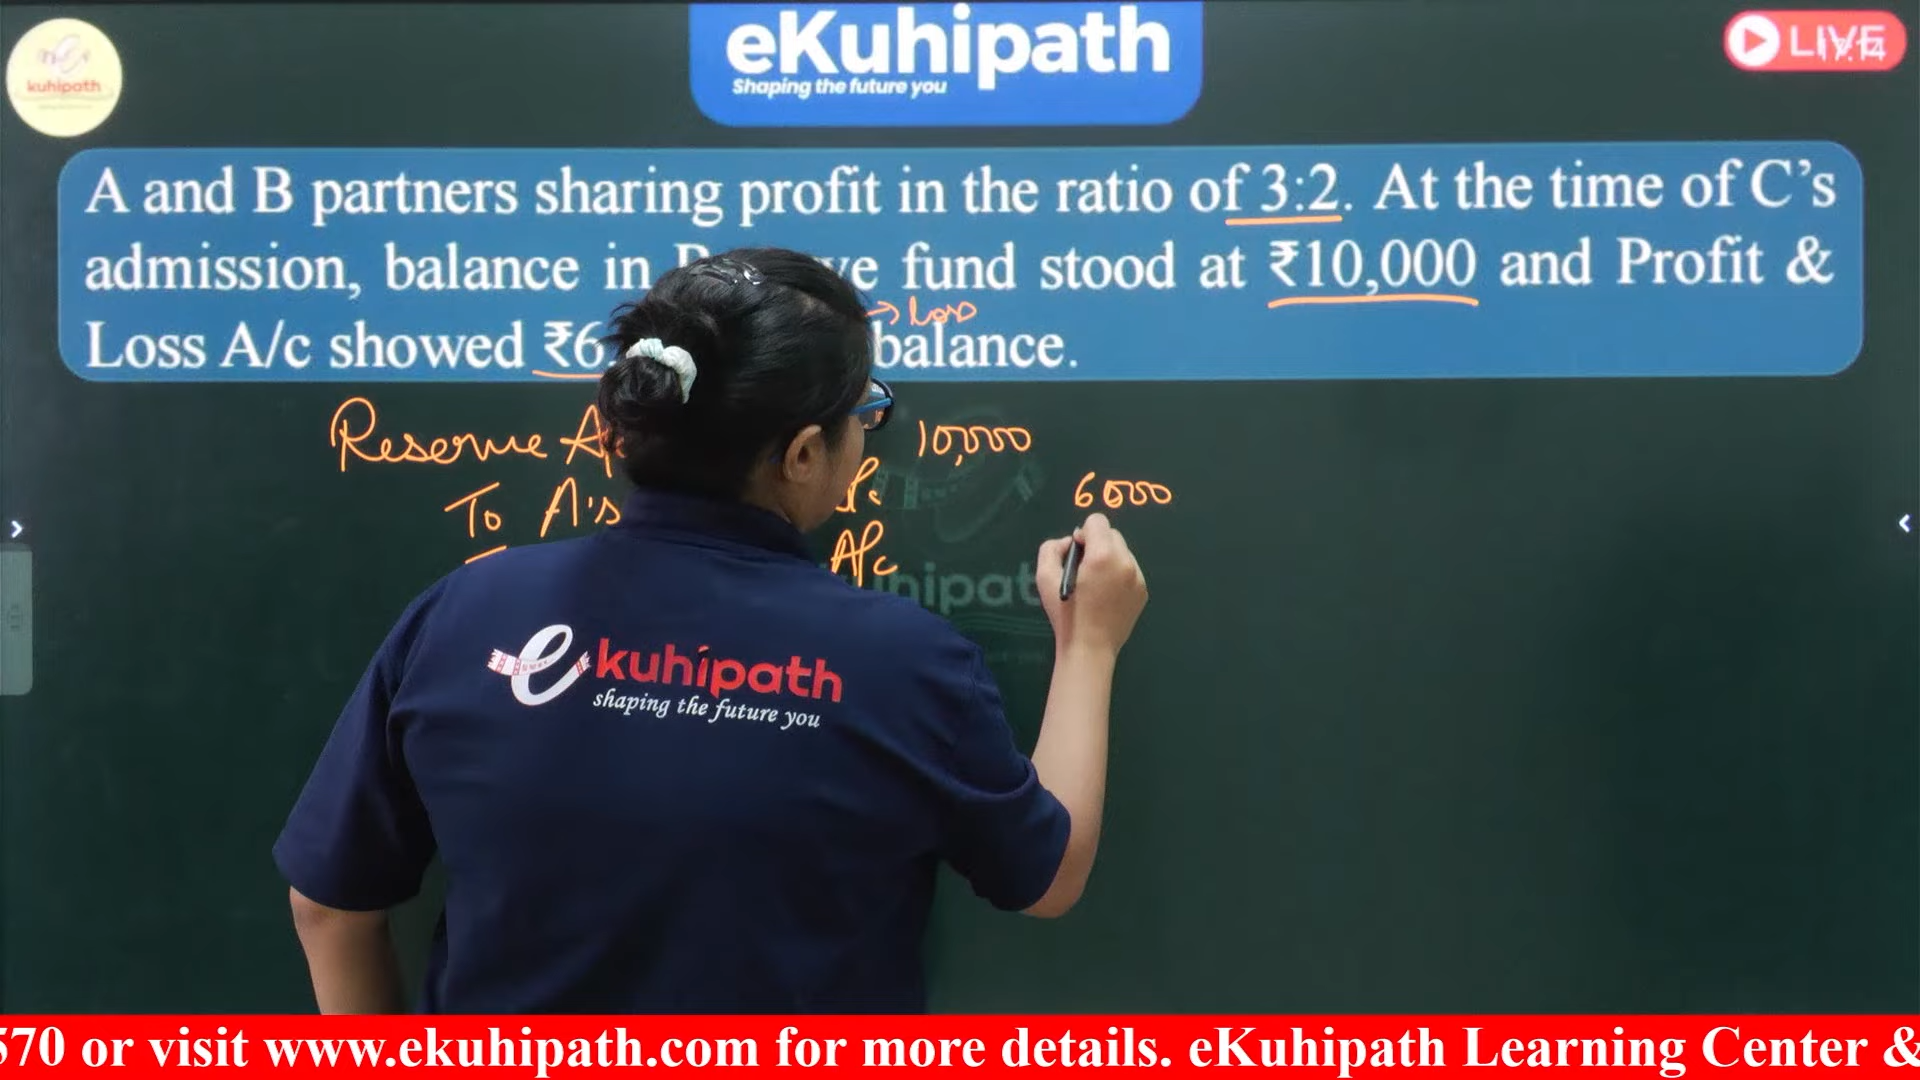 eKuhipath
Shaping the future you
kuhipath
LIVE
A and B partners sharing profit in the ratio of 3:2. At the time of C's
admission, balance in fund stood at ₹10,000 and Profit &
→ Loss
Loss A/c showed ₹6 balance.
Reserve 10,000
To A's 6000
A/c
kuhipath
shaping the future you
570 or visit www.ekuhipath.com for more details. eKuhipath Learning Center &